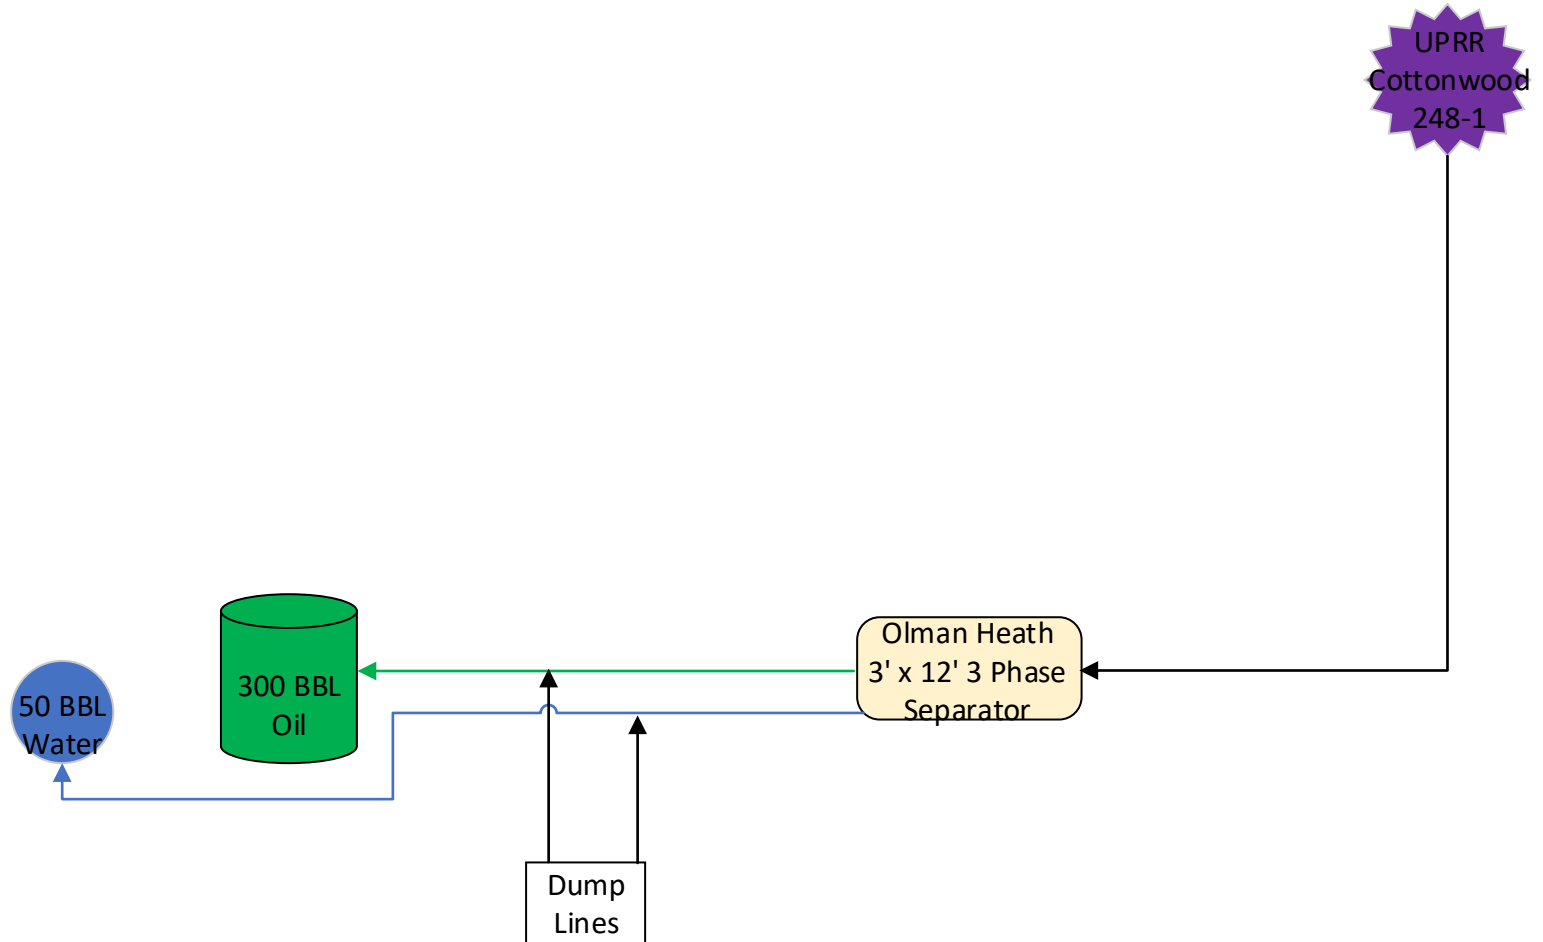 UPRR
Cottonwood
248-1
Olman Heath
3' x 12' 3 Phase
Separator
300 BBL
Oil
50 BBL
Water
Dump
Lines